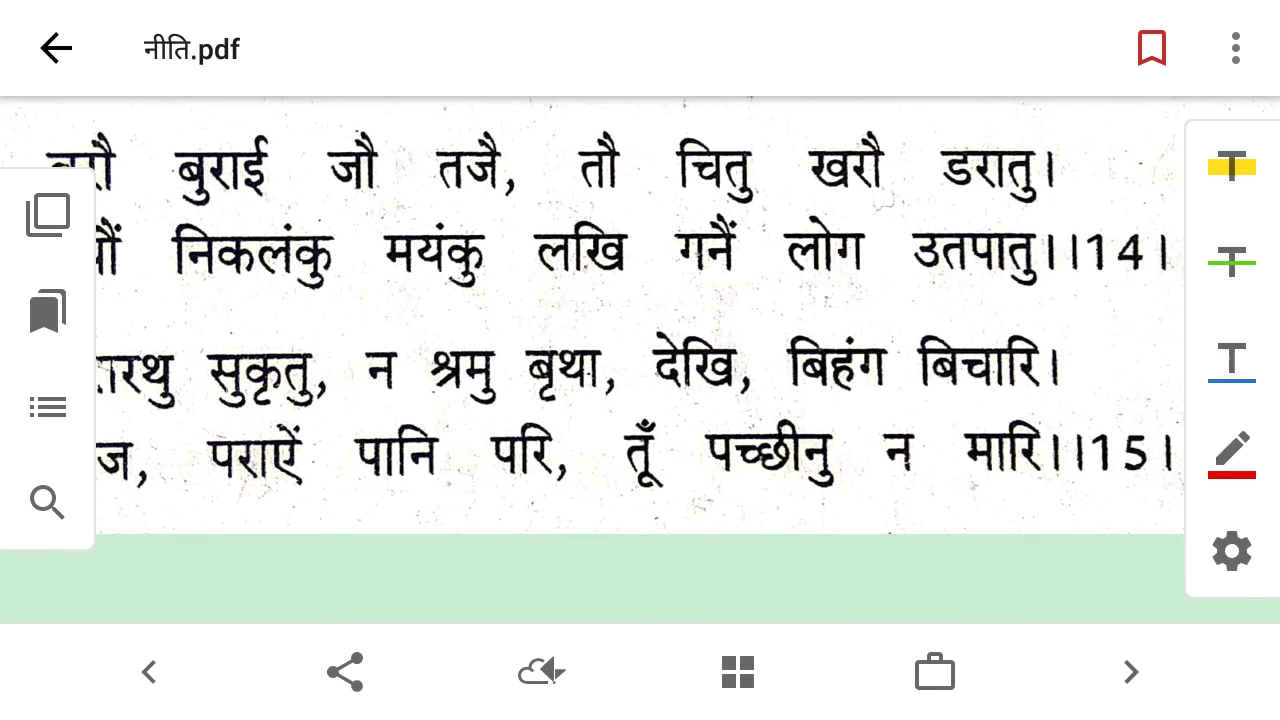 नीति.pdf
बुराई जौ तजै, तौ चितु खरौ डरातु।
निकलंकु मयंकु लखि गनैं लोग उतपातु।।14।
सुकृतु, न श्रमु बृथा, देखि, बिहंग बिचारि।
पराऐं पानि परि, तूँ पच्छीनु न मारि।।15।